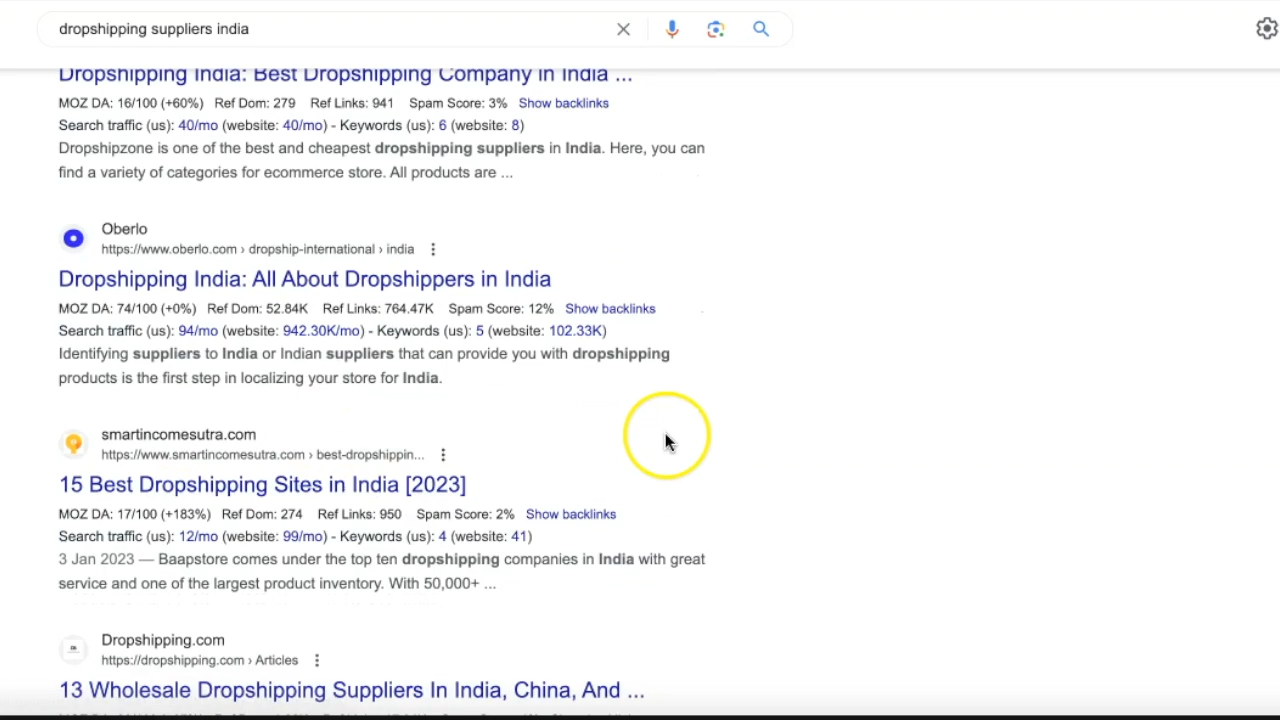 dropshipping suppliers india
Dropshipping India: Best Dropshipping Company in India ...
MOZ DA: 16/100 (+60%) Ref Dom: 279 Ref Links: 941 Spam Score: 3% Show backlinks
Search traffic (us): 40/mo (website: 40/mo) - Keywords (us): 6 (website: 8)
Dropshipzone is one of the best and cheapest dropshipping suppliers in India. Here, you can
find a variety of categories for ecommerce store. All products are ...
Oberlo
https://www.oberlo.com › dropship-international › india
Dropshipping India: All About Dropshippers in India
MOZ DA: 74/100 (+0%) Ref Dom: 52.84K Ref Links: 764.47K Spam Score: 12% Show backlinks
Search traffic (us): 94/mo (website: 942.30K/mo) - Keywords (us): 5 (website: 102.33K)
Identifying suppliers to India or Indian suppliers that can provide you with dropshipping
products is the first step in localizing your store for India.
smartincomesutra.com
https://www.smartincomesutra.com › best-dropshippin...
15 Best Dropshipping Sites in India [2023]
MOZ DA: 17/100 (+183%) Ref Dom: 274 Ref Links: 950 Spam Score: 2% Show backlinks
Search traffic (us): 12/mo (website: 99/mo) - Keywords (us): 4 (website: 41)
3 Jan 2023 — Baapstore comes under the top ten dropshipping companies in India with great
service and one of the largest product inventory. With 50,000+ ...
Dropshipping.com
https://dropshipping.com › Articles
13 Wholesale Dropshipping Suppliers In India, China, And ...